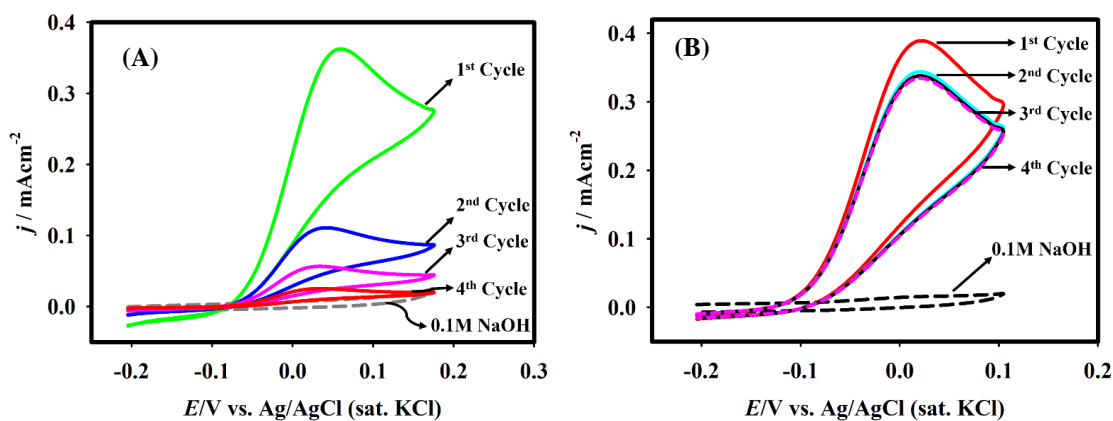 (A)
0.4
0.3
0.2
0.1
0.0
j / mAcm-2
1st Cycle
2nd Cycle
3rd Cycle
4th Cycle
0.1M NaOH
-0.2
-0.1
0.0
0.1
0.2
0.3
E/V vs. Ag/AgCl (sat. KCl)
(B)
0.4
0.3
0.2
0.1
0.0
j / mAcm-2
1st Cycle
2nd Cycle
3rd Cycle
4th Cycle
0.1M NaOH
-0.2
-0.1
0.0
0.1
0.2
E/V vs. Ag/AgCl (sat. KCl)